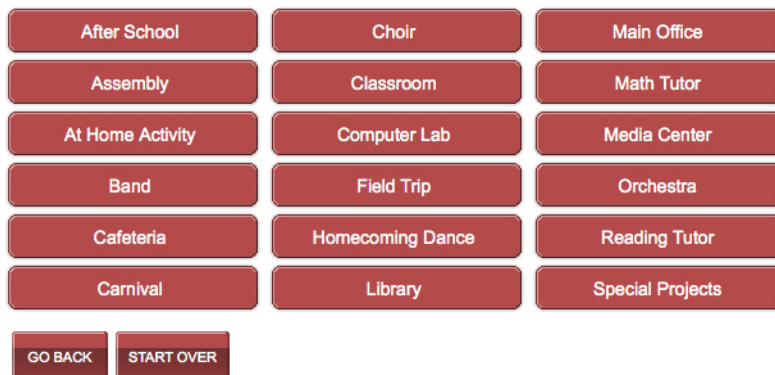 After School
Choir
Main Office
Assembly
Classroom
Math Tutor
At Home Activity
Computer Lab
Media Center
Band
Field Trip
Orchestra
Cafeteria
Homecoming Dance
Reading Tutor
Carnival
Library
Special Projects
GO BACK
START OVER